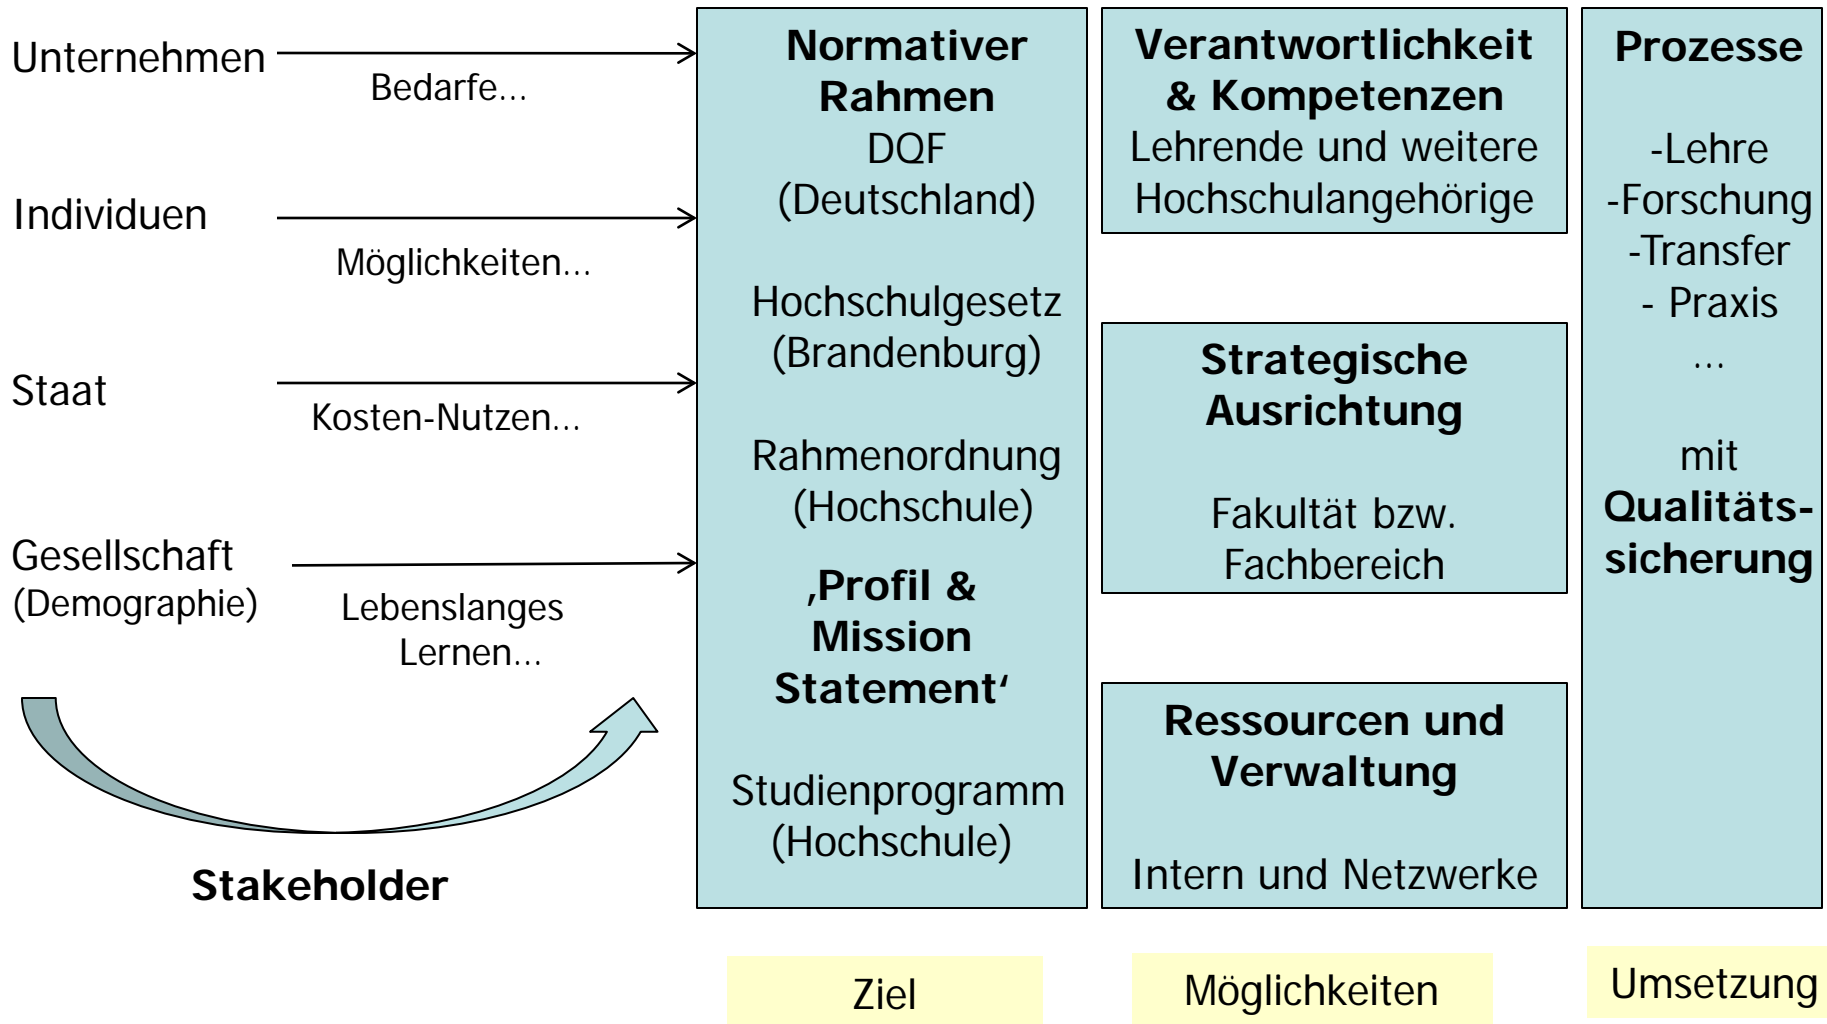 Unternehmen
Bedarfe...
Individuen
Möglichkeiten...
Staat
Kosten-Nutzen...
Gesellschaft
(Demographie)
Lebenslanges
Lernen...
Stakeholder
Normativer
Rahmen
DQF
(Deutschland)
Hochschulgesetz
(Brandenburg)
Rahmenordnung
(Hochschule)
‚Profil &
Mission
Statement‘
Studienprogramm
(Hochschule)
Ziel
Verantwortlichkeit
& Kompetenzen
Lehrende und weitere
Hochschulangehörige
Strategische
Ausrichtung
Fakultät bzw.
Fachbereich
Ressourcen und
Verwaltung
Intern und Netzwerke
Möglichkeiten
Prozesse
-Lehre
-Forschung
-Transfer
- Praxis
...
mit
Qualitäts-
sicherung
Umsetzung